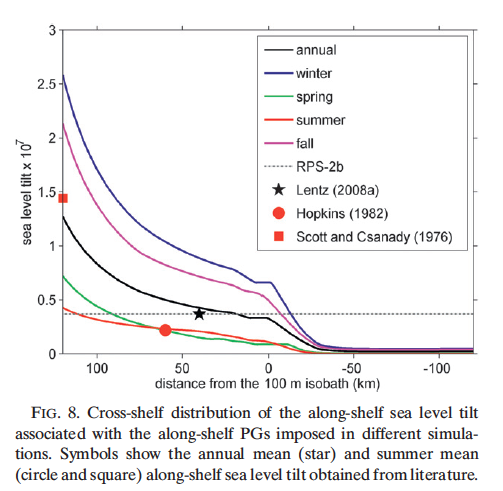 3
2.5
2
1.5
1
0.5
0
sea level tilt x 10^7
annual
winter
spring
summer
fall
RPS-2b
Lentz (2008a)
Hopkins (1982)
Scott and Csanady (1976)
100 50 0 -50 -100
distance from the 100 m isobath (km)
FIG. 8. Cross-shelf distribution of the along-shelf sea level tilt
associated with the along-shelf PGs imposed in different simula-
tions. Symbols show the annual mean (star) and summer mean
(circle and square) along-shelf sea level tilt obtained from literature.